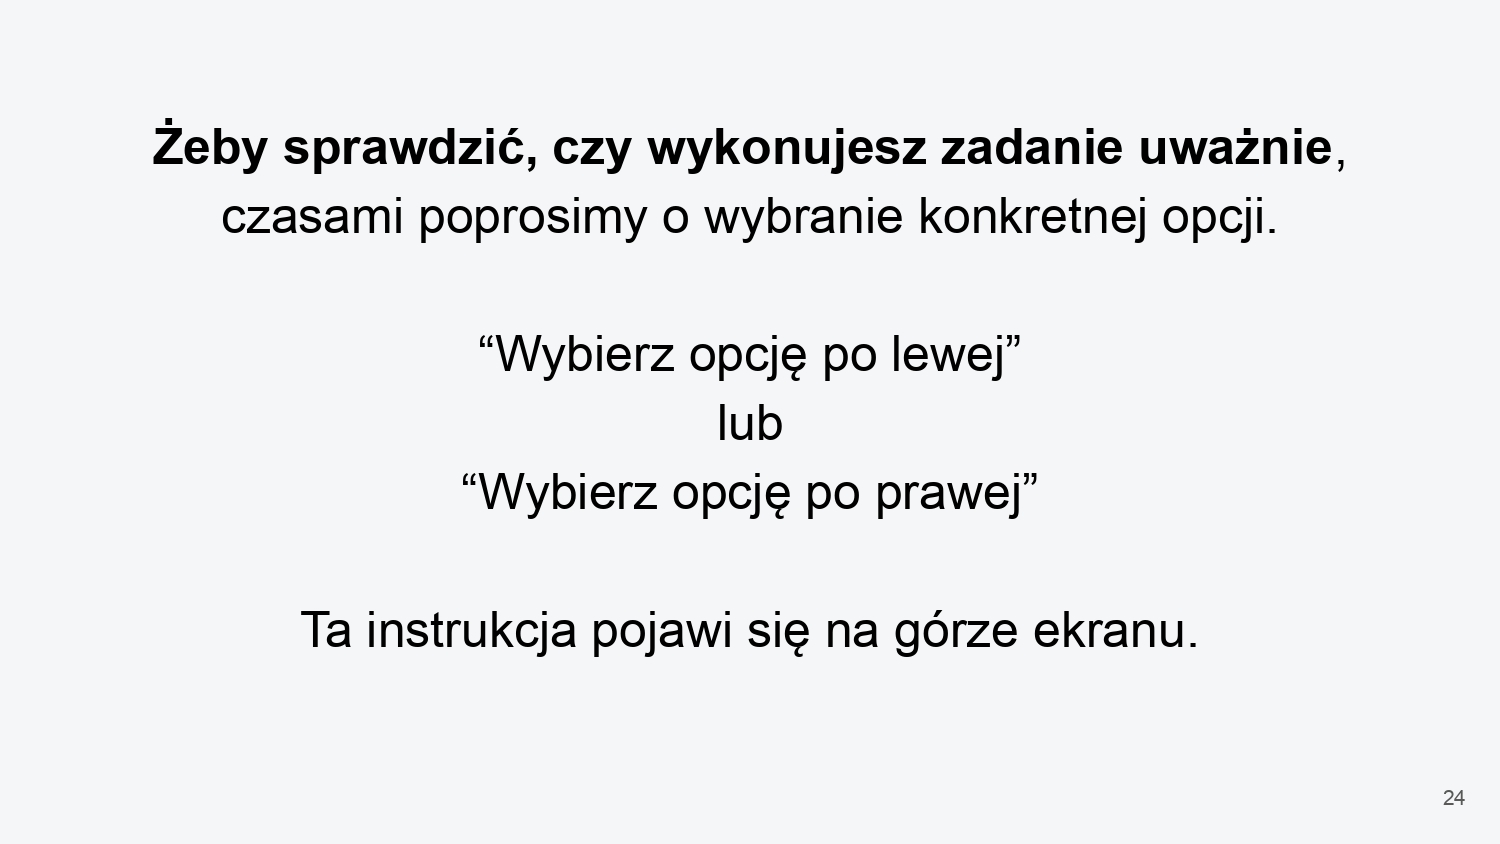 Żeby sprawdzić, czy wykonujesz zadanie uważnie,
czasami poprosimy o wybranie konkretnej opcji.
“Wybierz opcję po lewej”
lub
“Wybierz opcję po prawej”
Ta instrukcja pojawi się na górze ekranu.
24